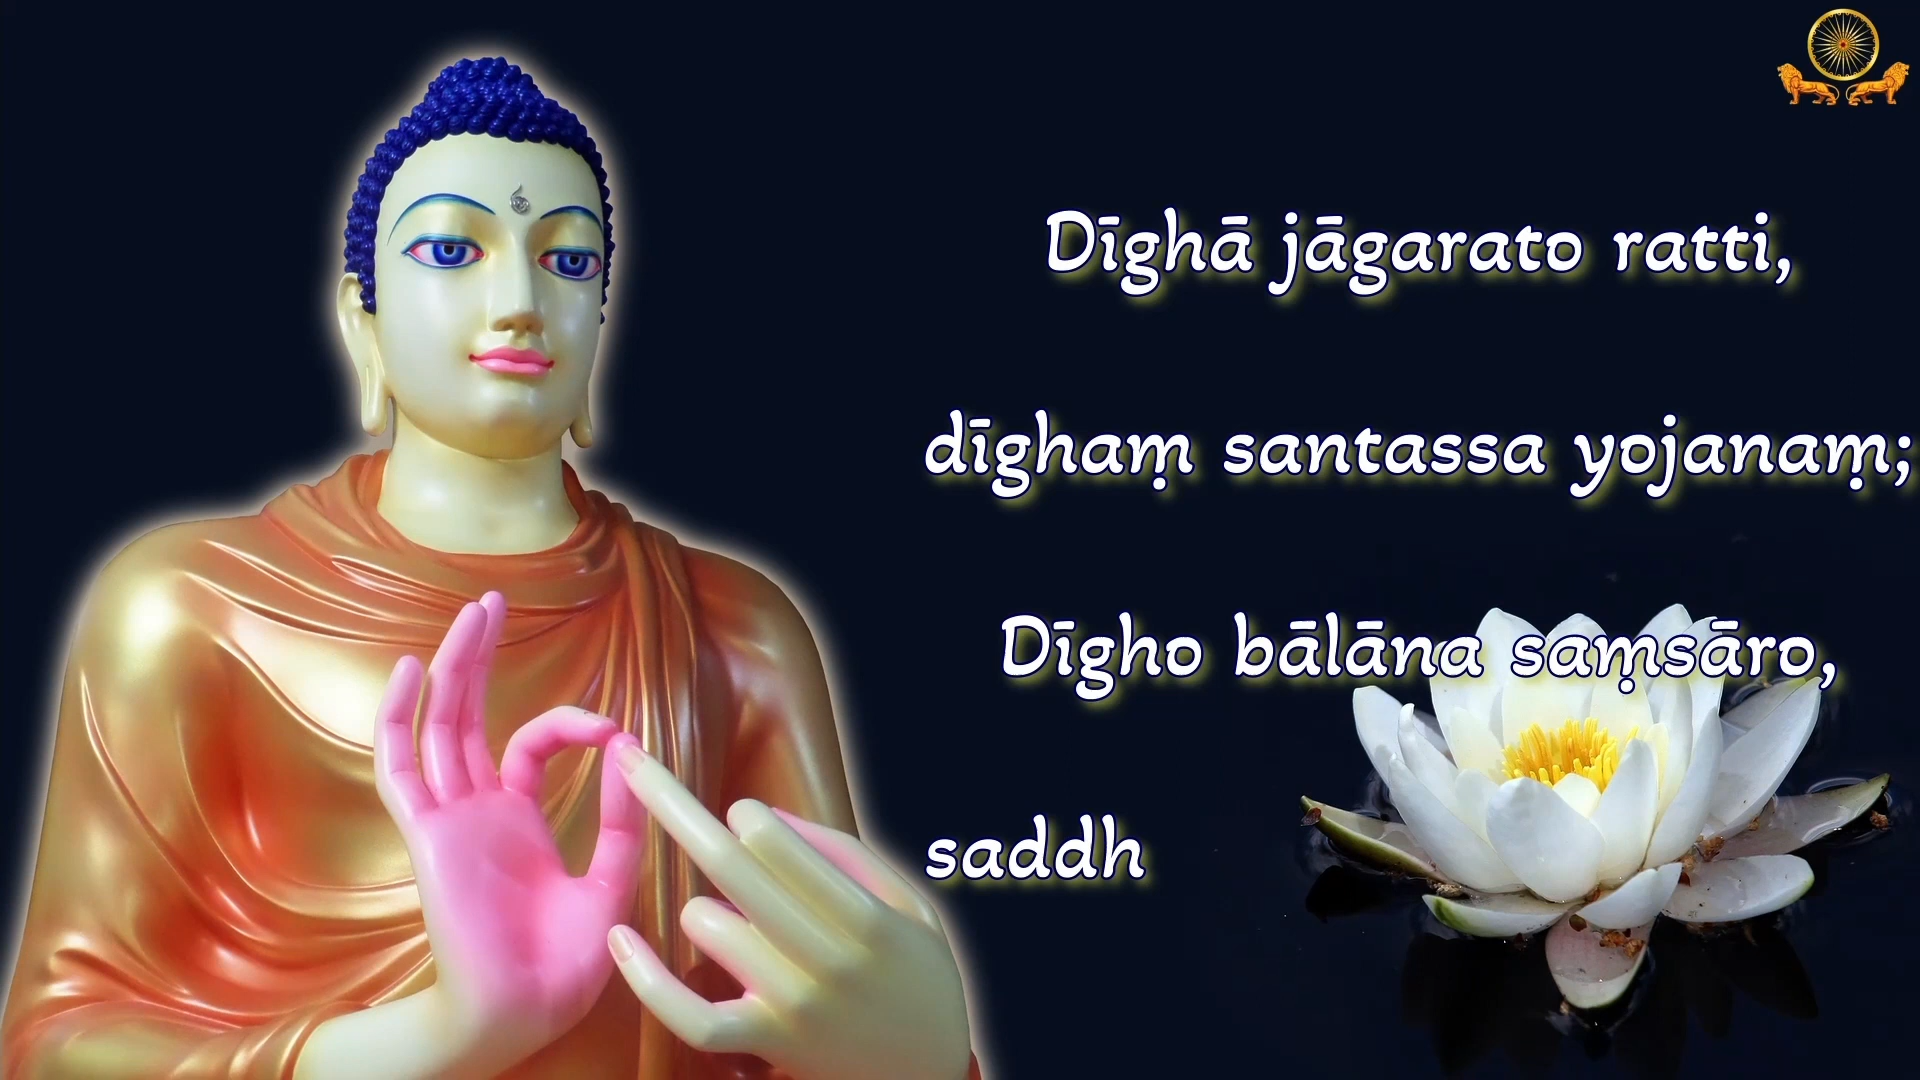 Dīghā jāgarato ratti,
dīghaṃ santassa yojanaṃ;
Dīgho bālāna saṃsāro,
saddh